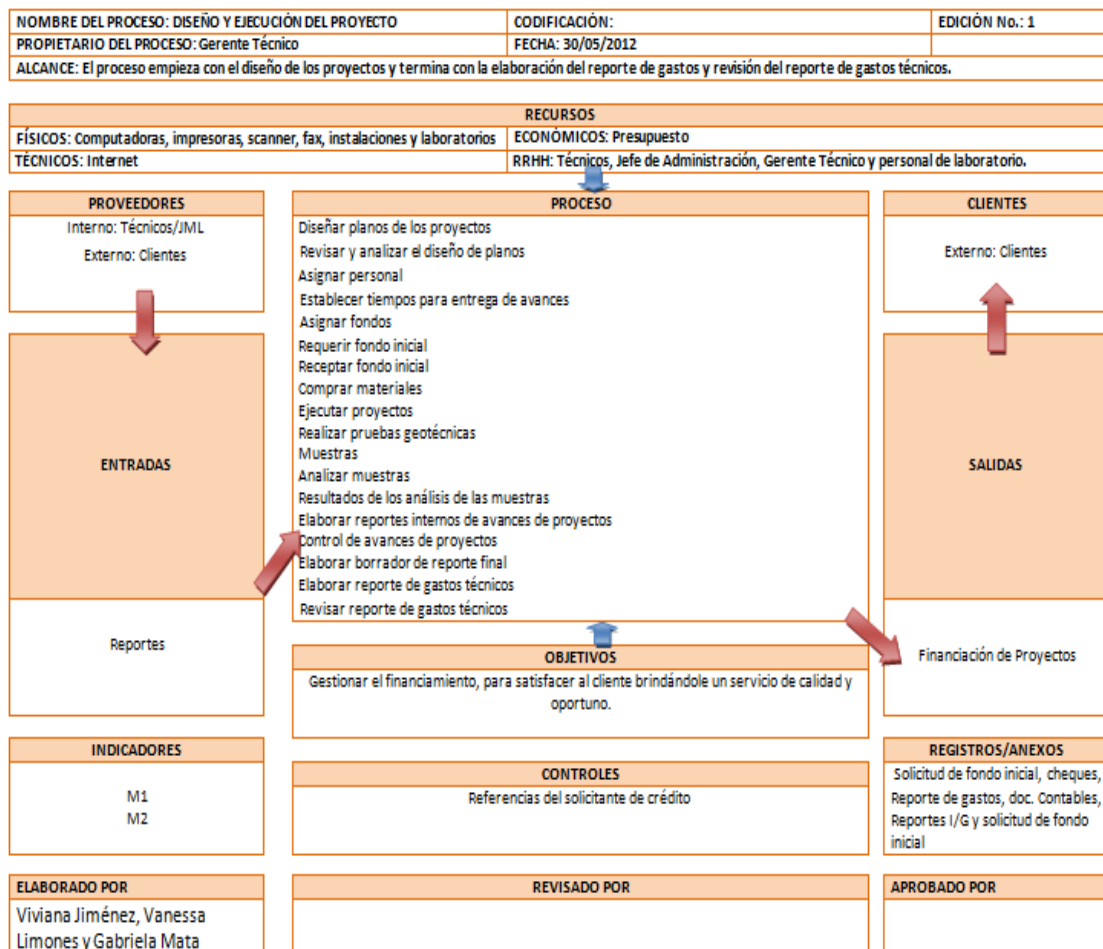 NOMBRE DEL PROCESO: DISEÑO Y EJECUCIÓN DEL PROYECTO
CODIFICACIÓN:
EDICIÓN No.: 1
PROPIETARIO DEL PROCESO: Gerente Técnico
FECHA: 30/05/2012
ALCANCE: El proceso empieza con el diseño de los proyectos y termina con la elaboración del reporte de gastos y revisión del reporte de gastos técnicos.
RECURSOS
FÍSICOS: Computadoras, impresoras, scanner, fax, instalaciones y laboratorios
ECONÓMICOS: Presupuesto
TÉCNICOS: Internet
RRHH: Técnicos, Jefe de Administración, Gerente Técnico y personal de laboratorio.
PROVEEDORES
Interno: Técnicos/JML
Externo: Clientes
ENTRADAS
Reportes
PROCESO
Diseñar planos de los proyectos
Revisar y analizar el diseño de planos
Asignar personal
Establecer tiempos para entrega de avances
Asignar fondos
Requerir fondo inicial
Receptar fondo inicial
Comprar materiales
Ejecutar proyectos
Realizar pruebas geotécnicas
Muestras
Analizar muestras
Resultados de los análisis de las muestras
Elaborar reportes internos de avances de proyectos
Control de avances de proyectos
Elaborar borrador de reporte final
Elaborar reporte de gastos técnicos
Revisar reporte de gastos técnicos
CLIENTES
Externo: Clientes
SALIDAS
Financiación de Proyectos
OBJETIVOS
Gestionar el financiamiento, para satisfacer al cliente brindándole un servicio de calidad y
oportuno.
INDICADORES
M1
M2
CONTROLES
Referencias del solicitante de crédito
REGISTROS/ANEXOS
Solicitud de fondo inicial, cheques,
Reporte de gastos, doc. Contables,
Reportes I/G y solicitud de fondo
inicial
ELABORADO POR
Viviana Jiménez, Vanessa
Limones y Gabriela Mata
REVISADO POR
APROBADO POR